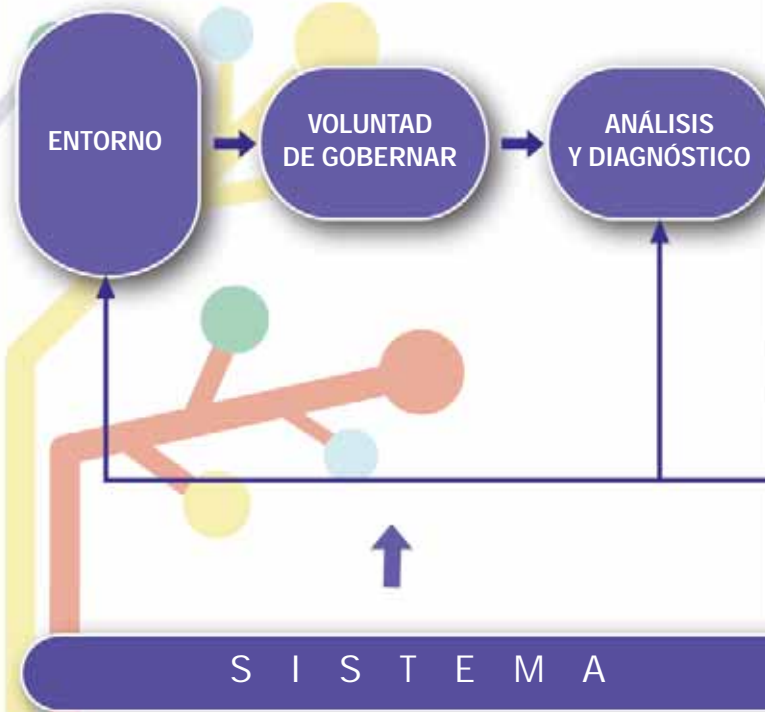 ENTORNO
VOLUNTAD
DE GOBERNAR
ANÁLISIS
Y DIAGNÓSTICO
S I S T E M A